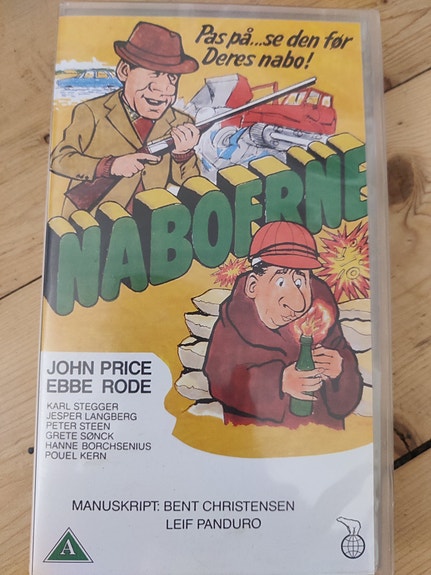 Pas på...se den før
Deres nabo!
NABOERNE
JOHN PRICE
EBBE RODE
KARL STEGGER
JESPER LANGBERG
PETER STEEN
GRETE SØNCK
HANNE BORCHSENIUS
POUEL KERN
MANUSKRIPT: BENT CHRISTENSEN
LEIF PANDURO
A